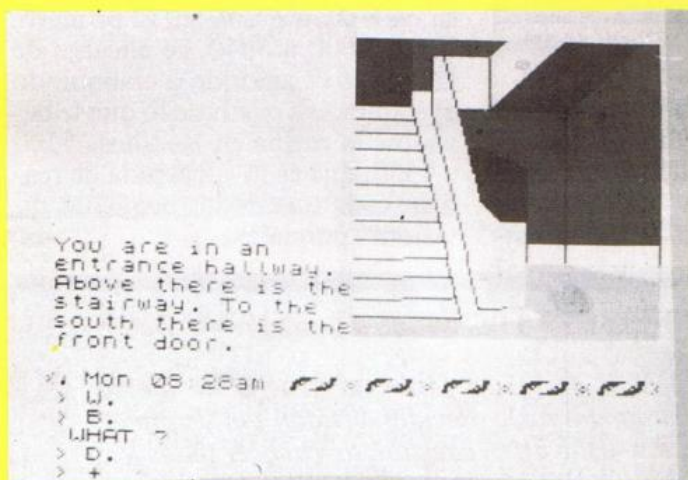 You are in an
entrance hallway.
Above there is the
stairway. To the
south there is the
front door.
Mon 08:28am
> W.
> B.
WHAT ?
> D.
> +